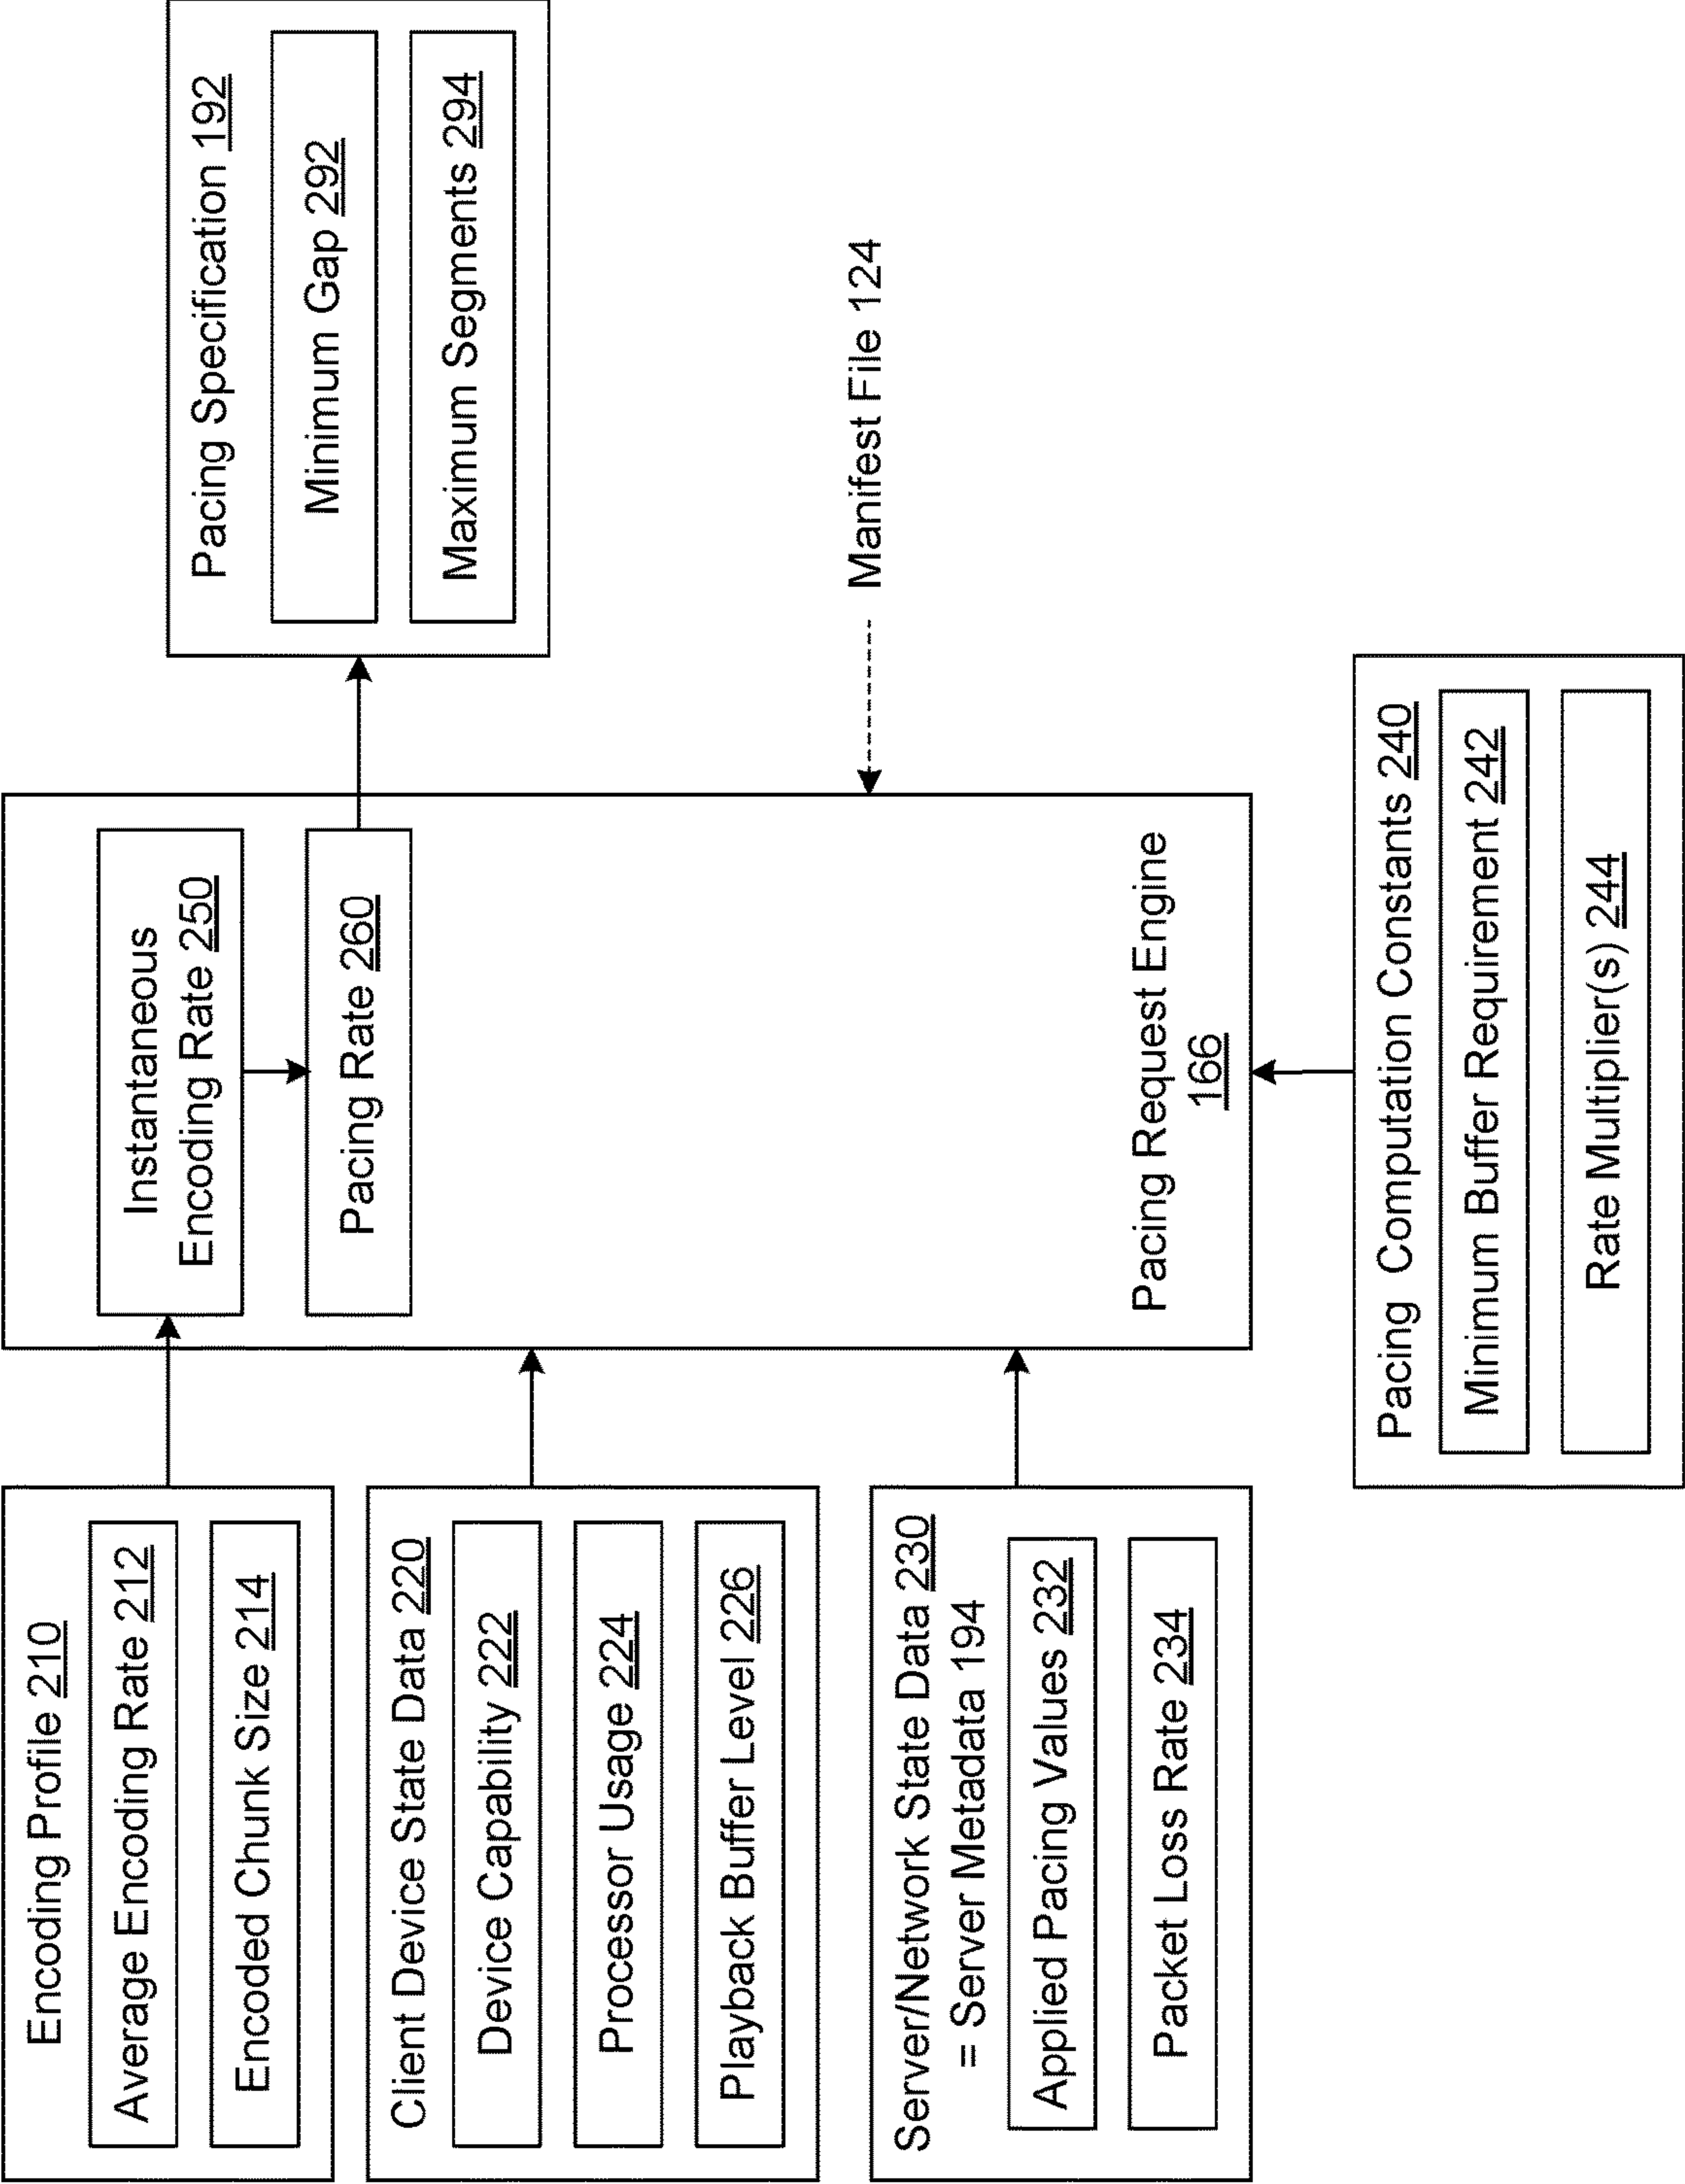 Encoding Profile 210
Average Encoding Rate 212
Encoded Chunk Size 214
Client Device State Data 220
Device Capability 222
Processor Usage 224
Playback Buffer Level 226
Server/Network State Data 230
= Server Metadata 194
Applied Pacing Values 232
Packet Loss Rate 234
Instantaneous
Encoding Rate 250
Pacing Rate 260
Pacing Request Engine
166
Pacing Computation Constants 240
Minimum Buffer Requirement 242
Rate Multiplier(s) 244
Pacing Specification 192
Minimum Gap 292
Maximum Segments 294
Manifest File 124